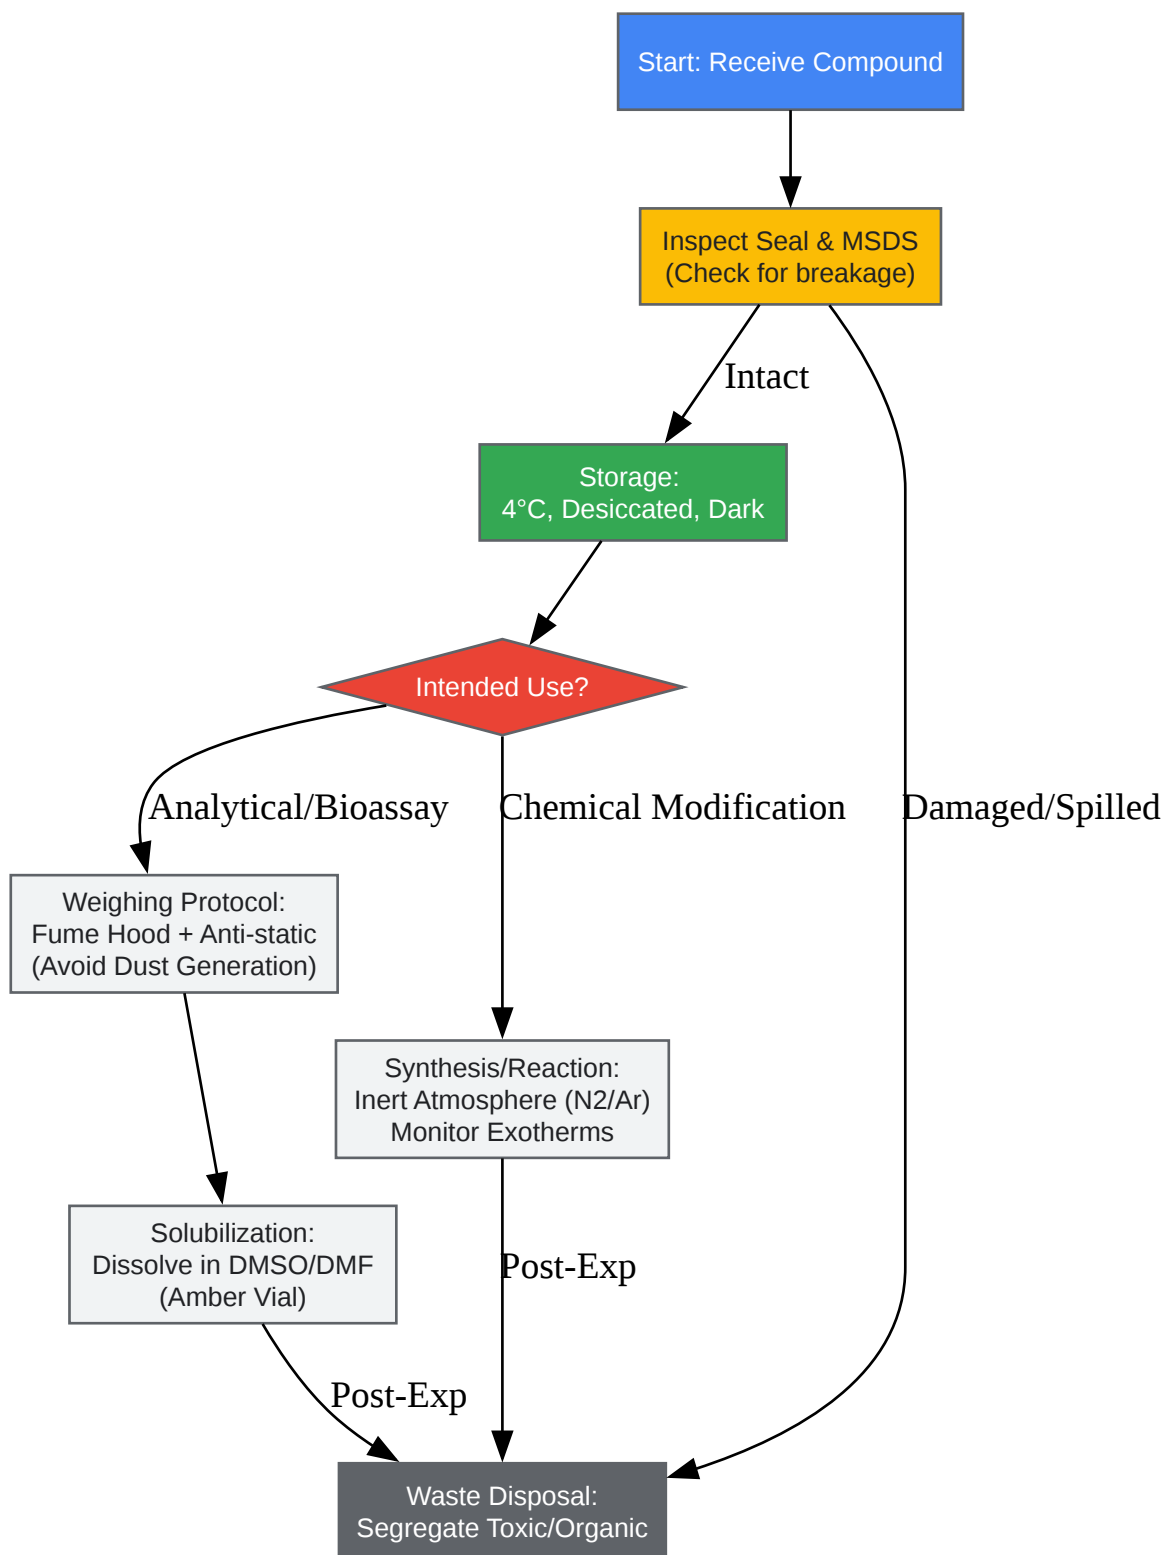 Start: Receive Compound
Inspect Seal & MSDS
(Check for breakage)
Intact
Storage:
4°C, Desiccated, Dark
Intended Use?
Analytical/Bioassay
Chemical Modification
Damaged/Spilled
Weighing Protocol:
Fume Hood + Anti-static
(Avoid Dust Generation)
Synthesis/Reaction:
Inert Atmosphere (N2/Ar)
Monitor Exotherms
Solubilization:
Dissolve in DMSO/DMF
(Amber Vial)
Post-Exp
Post-Exp
Waste Disposal:
Segregate Toxic/Organic